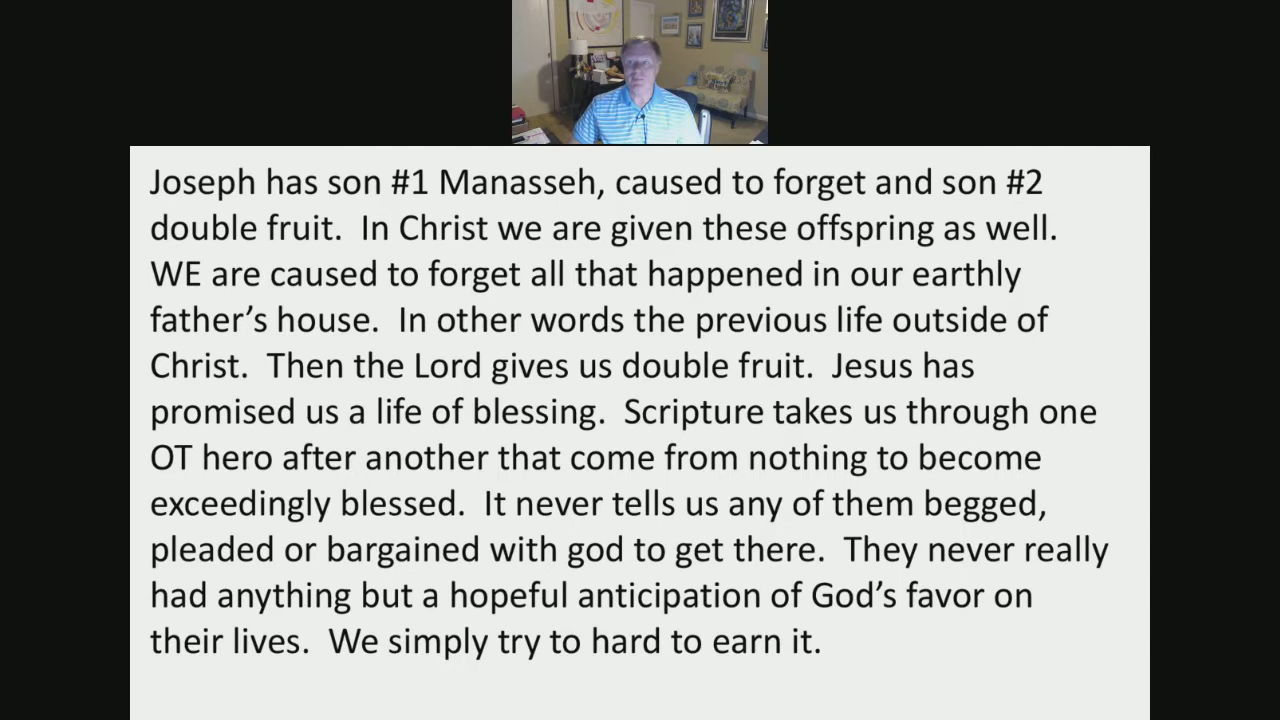 Joseph has son #1 Manasseh, caused to forget and son #2
double fruit.  In Christ we are given these offspring as well.
WE are caused to forget all that happened in our earthly
father’s house.  In other words the previous life outside of
Christ.  Then the Lord gives us double fruit.  Jesus has
promised us a life of blessing.  Scripture takes us through one
OT hero after another that come from nothing to become
exceedingly blessed.  It never tells us any of them begged,
pleaded or bargained with god to get there.  They never really
had anything but a hopeful anticipation of God’s favor on
their lives.  We simply try to hard to earn it.